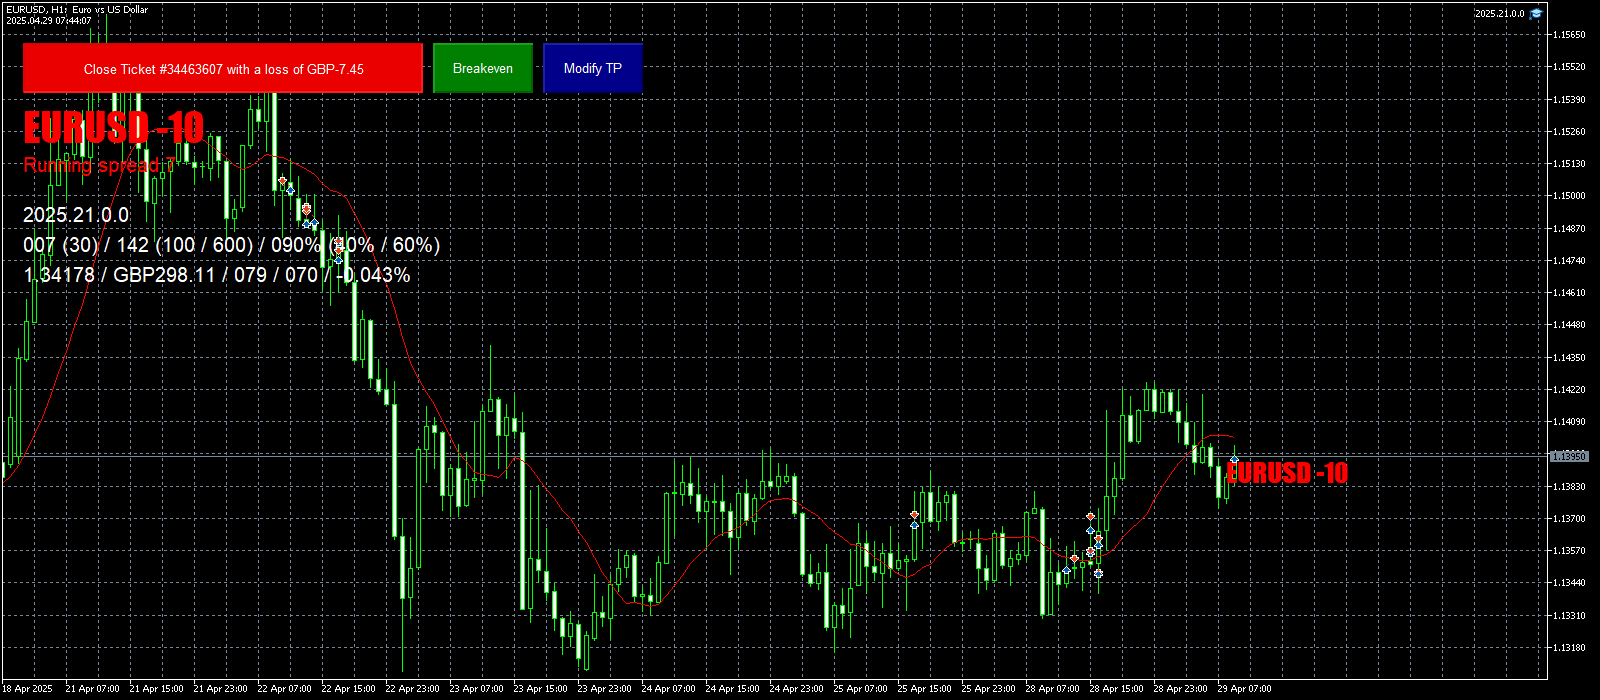 EURUSD, H1: Euro vs US Dollar
2025.04.29 07:44:07
2025.21.0.0
Close Ticket #34463607 with a loss of GBP-7.45
Breakeven
Modify TP
EURUSD -10
Running spread 7
2025.21.0.0
007 (30) / 142 (100 / 600) / 090% (40% / 60%)
1.34178 / GBP298.11 / 079 / 070 / -0.043%
EURUSD -10
1.15650
1.15520
1.15390
1.15260
1.15130
1.15000
1.14870
1.14740
1.14610
1.14480
1.14350
1.14220
1.14090
1.13950
1.13830
1.13700
1.13570
1.13440
1.13310
1.13180
18 Apr 2025
21 Apr 07:00
21 Apr 15:00
21 Apr 23:00
22 Apr 07:00
22 Apr 15:00
22 Apr 23:00
23 Apr 07:00
23 Apr 15:00
23 Apr 23:00
24 Apr 07:00
24 Apr 15:00
24 Apr 23:00
25 Apr 07:00
25 Apr 15:00
25 Apr 23:00
28 Apr 07:00
28 Apr 15:00
28 Apr 23:00
29 Apr 07:00